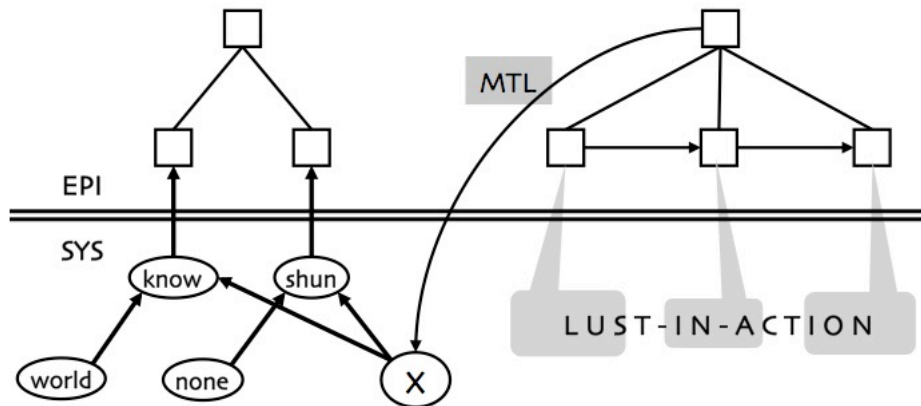 MTL
EPI
SYS
know
shun
LUST-IN-ACTION
world
none
X